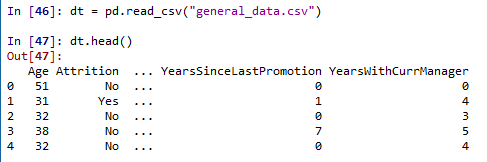 In [46]: dt = pd.read_csv("general_data.csv")
In [47]: dt.head()
Out[47]:
   Age Attrition  ... YearsSinceLastPromotion YearsWithCurrManager
0   51        No  ...                       0                    0
1   31       Yes  ...                       1                    4
2   32        No  ...                       0                    3
3   38        No  ...                       7                    5
4   32        No  ...                       0                    4